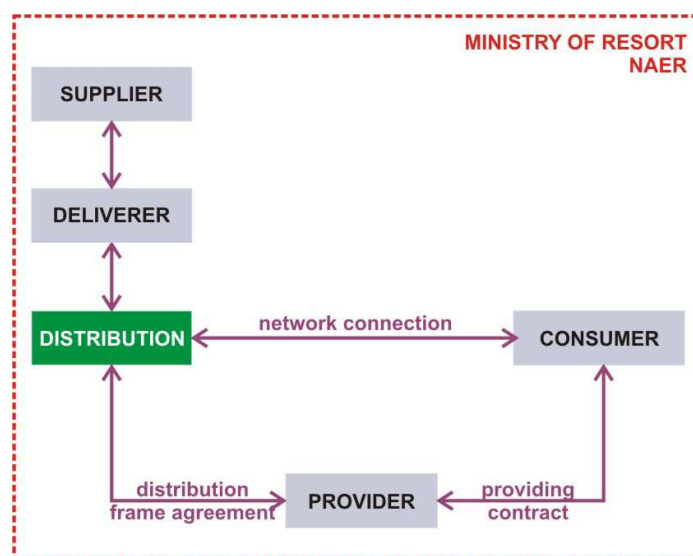 MINISTRY OF RESORT
NAER
SUPPLIER
DELIVERER
DISTRIBUTION
network connection
CONSUMER
distribution
frame agreement
PROVIDER
providing
contract